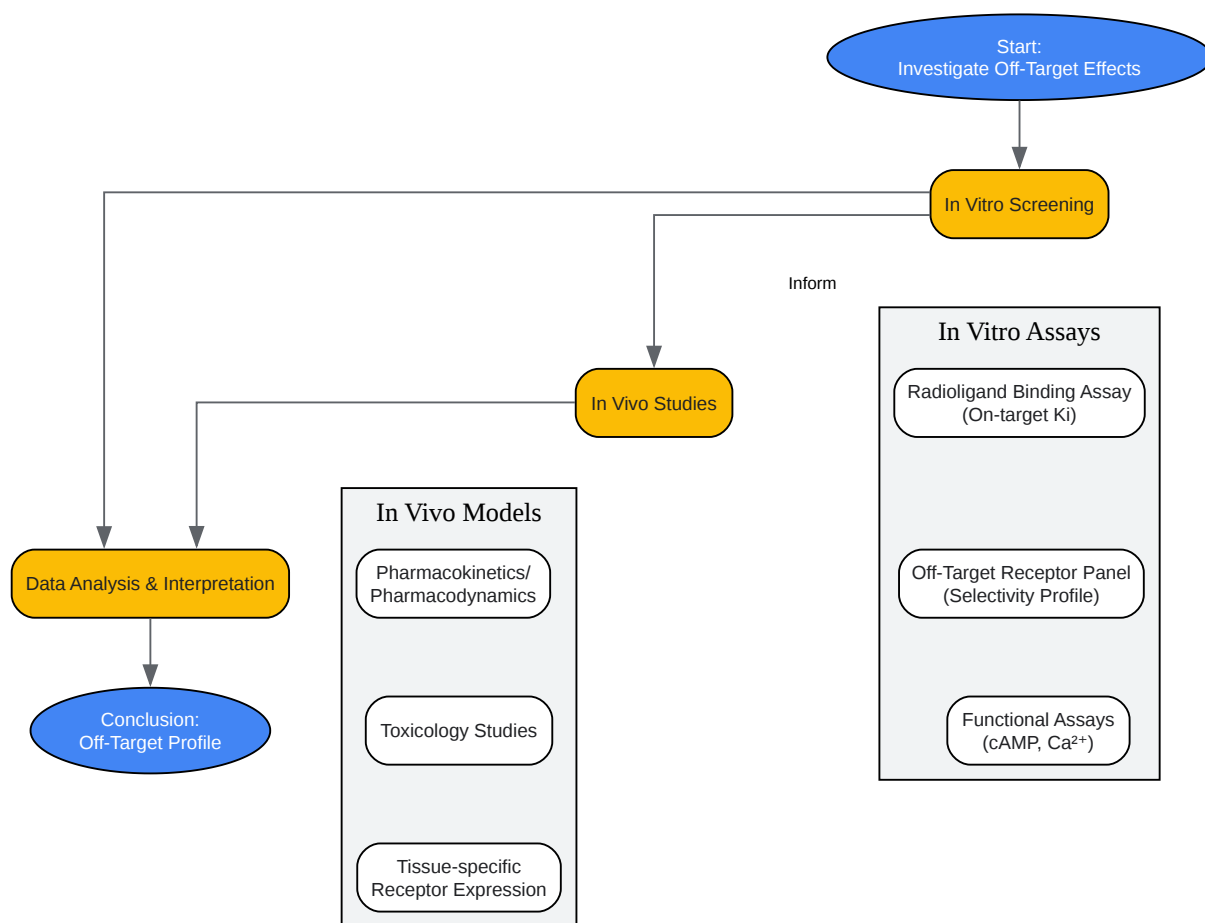 Start:
Investigate Off-Target Effects
In Vitro Screening
Inform
In Vitro Assays
Radioligand Binding Assay
(On-target Ki)
In Vivo Studies
In Vivo Models
Pharmacokinetics/
Pharmacodynamics
Off-Target Receptor Panel
(Selectivity Profile)
Data Analysis & Interpretation
Toxicology Studies
Functional Assays
(cAMP, Ca²⁺)
Conclusion:
Off-Target Profile
Tissue-specific
Receptor Expression